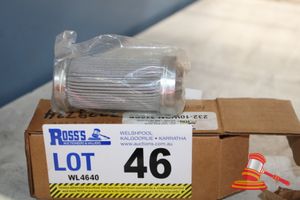 ROSS'S
AUCTIONEERS & VALUERS
WELSHPOOL
KALGOORLIE • KARRATHA
www.auctions.com.au
LOT 46
WL4640